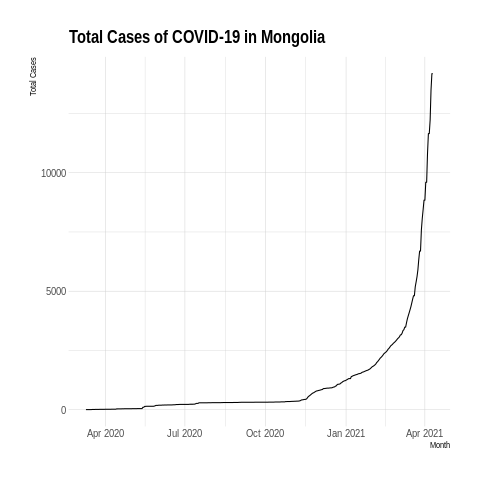 Total Cases of COVID-19 in Mongolia
Total Cases
10000
5000
0
Apr 2020
Jul 2020
Oct 2020
Jan 2021
Apr 2021
Month